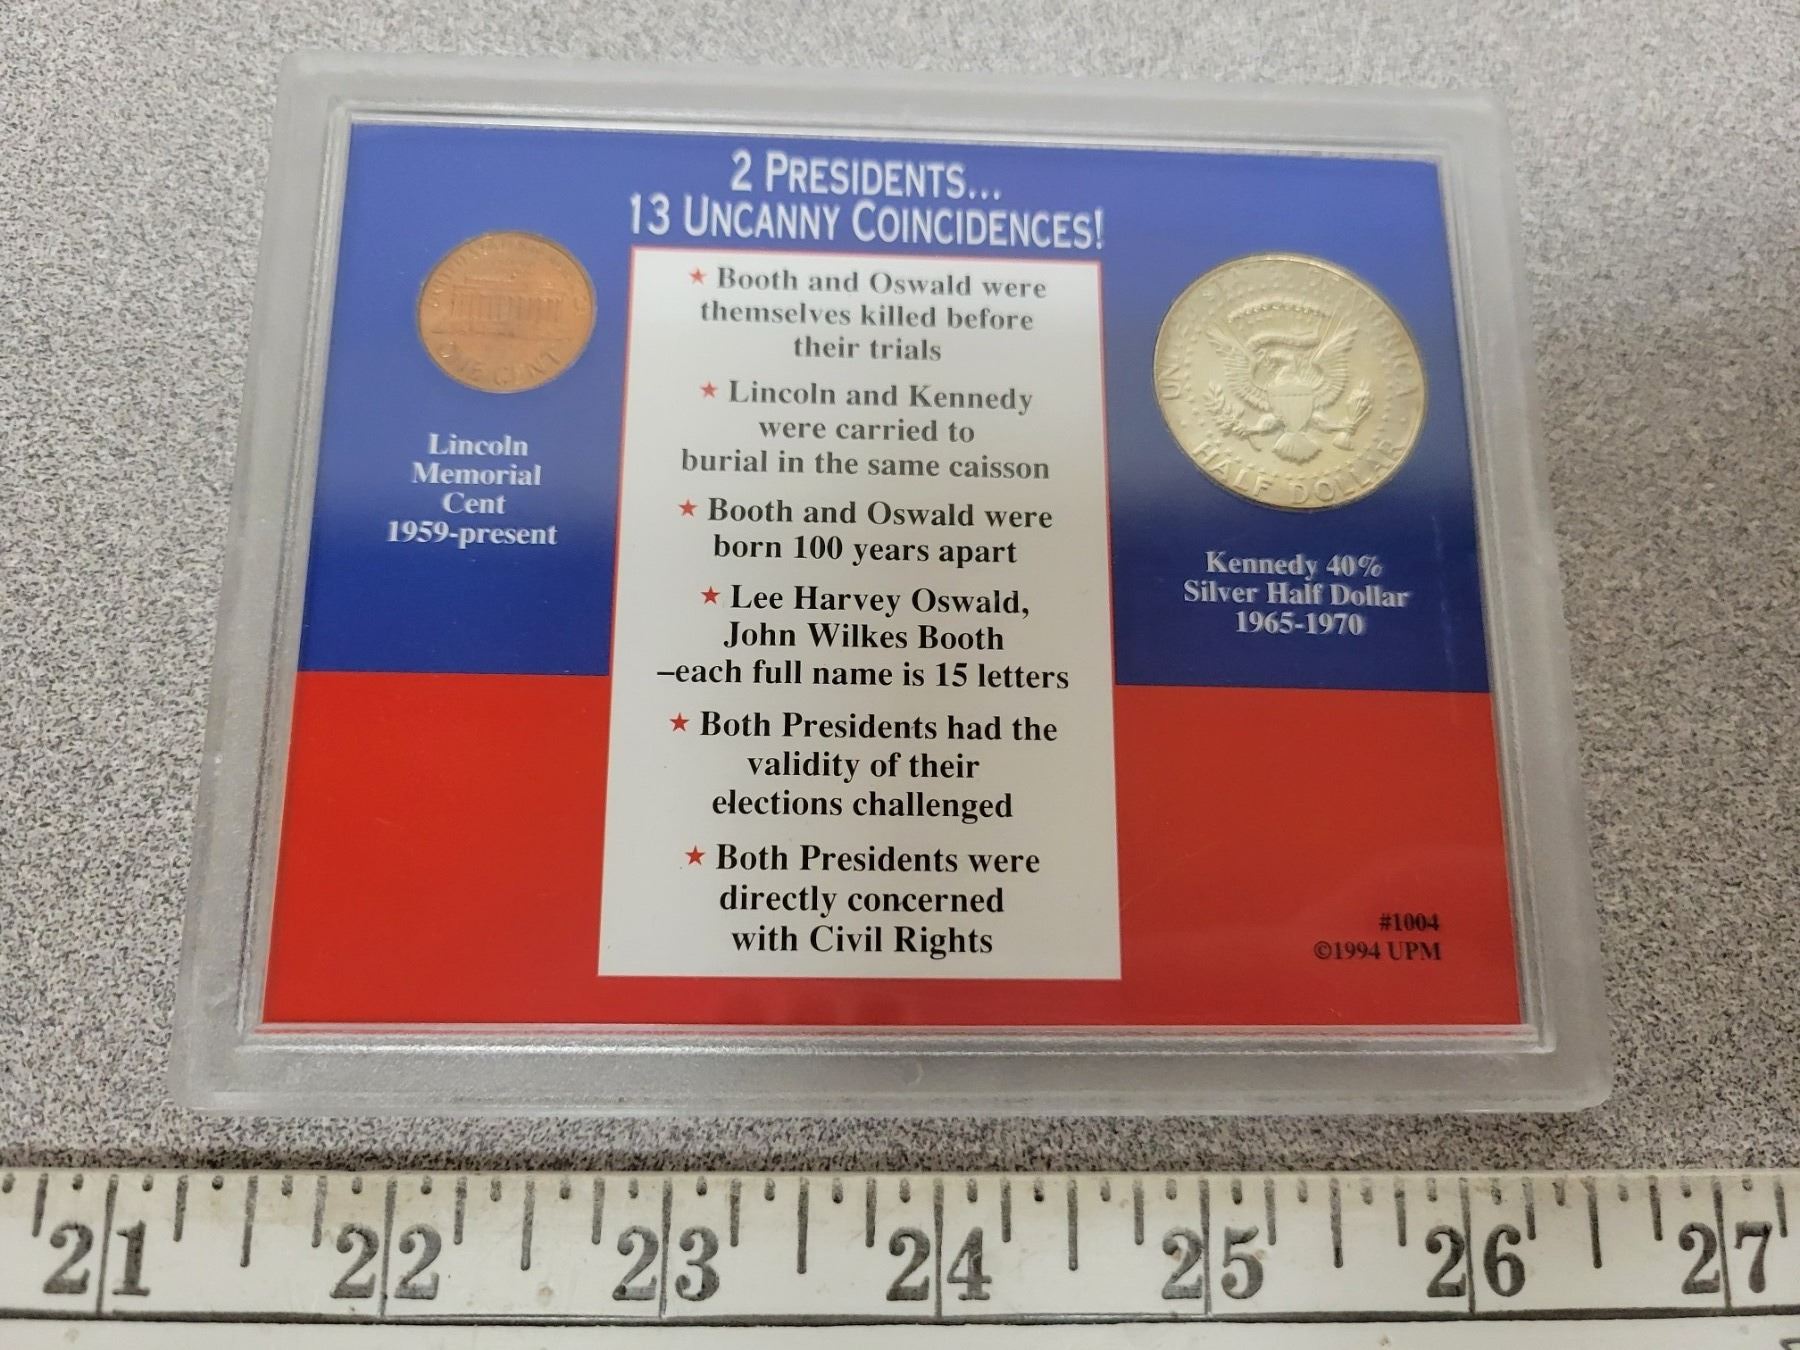 2 PRESIDENTS...
13 UNCANNY COINCIDENCES!
★ Booth and Oswald were
themselves killed before
their trials
★ Lincoln and Kennedy
were carried to
burial in the same caisson
★ Booth and Oswald were
born 100 years apart
★ Lee Harvey Oswald,
John Wilkes Booth
–each full name is 15 letters
★ Both Presidents had the
validity of their
elections challenged
★ Both Presidents were
directly concerned
with Civil Rights
ONE CENT
Lincoln
Memorial
Cent
1959-present
UNITED STATES OF AMERICA
HALF DOLLAR
Kennedy 40%
Silver Half Dollar
1965-1970
#1004
©1994 UPM
21 22 23 24 25 26 27